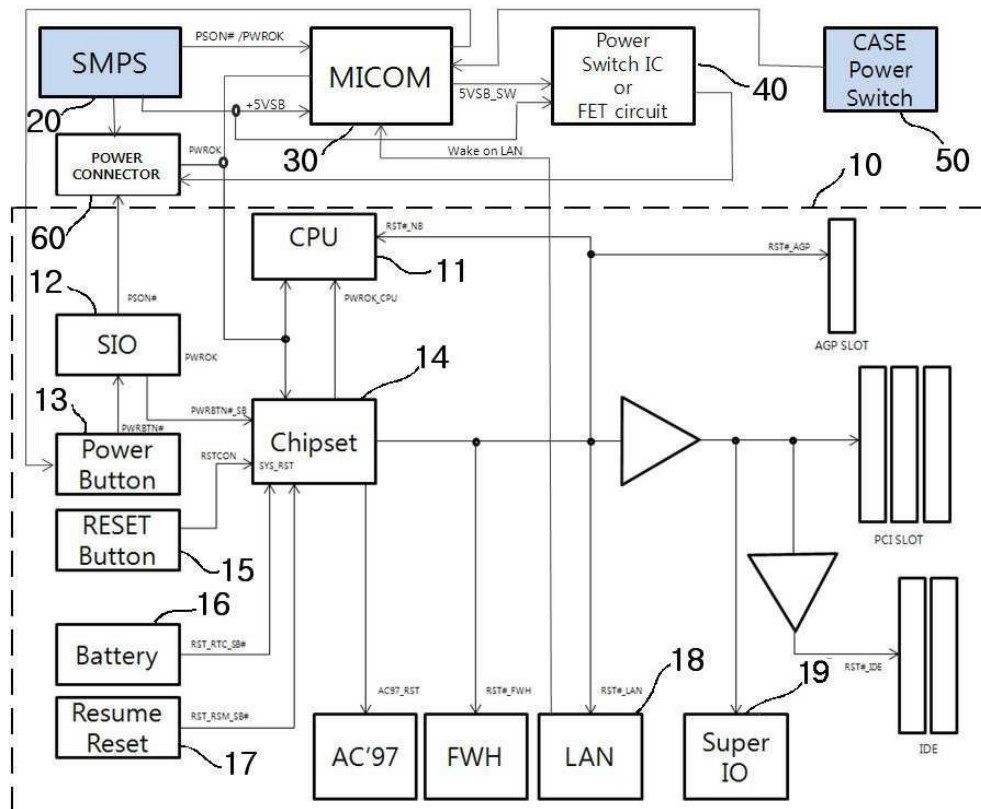 SMPS
20
PSON# /PWROK
+5VSB
MICOM
30
5VSB_SW
Power
Switch IC
or
FET circuit
40
CASE
Power
Switch
50
POWER
CONNECTOR
60
PWROK
Wake on LAN
10
CPU
11
RST#_NB
RST#_AGP
AGP SLOT
PWROK_CPU
12
PSON#
SIO
PWROK
14
13
PWRBTN#
PWRBTN#_SB
Power
Button
Chipset
RSTCON
SYS_RST
RESET
Button
15
PCI SLOT
16
Battery
RST_RTC_SB#
Resume
Reset
17
RST_RSM_SB#
AC97_RST
RST#_FWH
RST#_LAN
18
19
RST#_IDE
IDE
AC'97
FWH
LAN
Super
IO